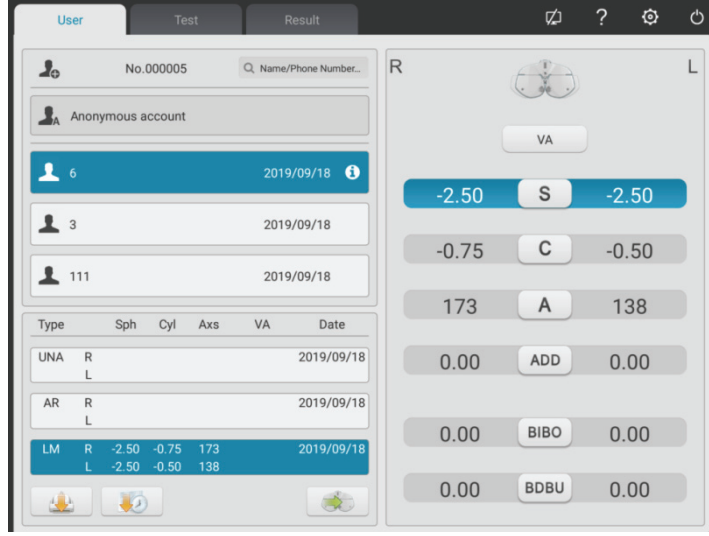 User Test Result
?
No.000005 Name/Phone Number...
A Anonymous account
6 2019/09/18 i
3 2019/09/18
111 2019/09/18
Type Sph Cyl Axs VA Date
UNA R 2019/09/18
L
AR R 2019/09/18
L
LM R -2.50 -0.75 173 2019/09/18
L -2.50 -0.50 138
R L
VA
-2.50 S -2.50
-0.75 C -0.50
173 A 138
0.00 ADD 0.00
0.00 BIBO 0.00
0.00 BDBU 0.00